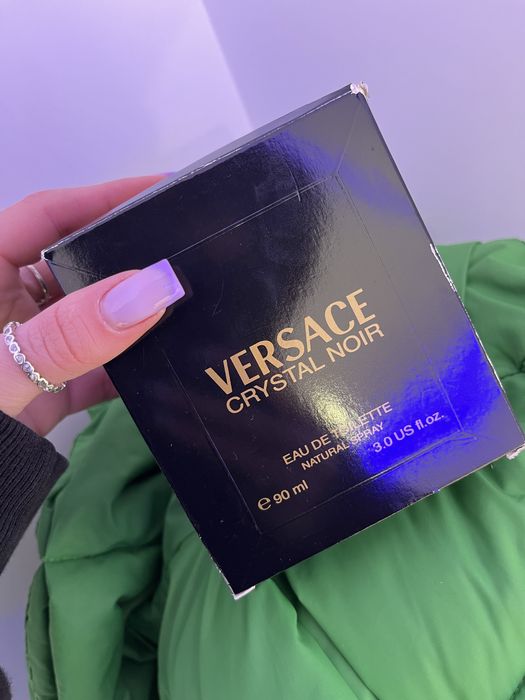 VERSACE
CRYSTAL NOIR
EAU DE TOILETTE
NATURAL SPRAY
℮ 90 ml 3.0 US fl.oz.